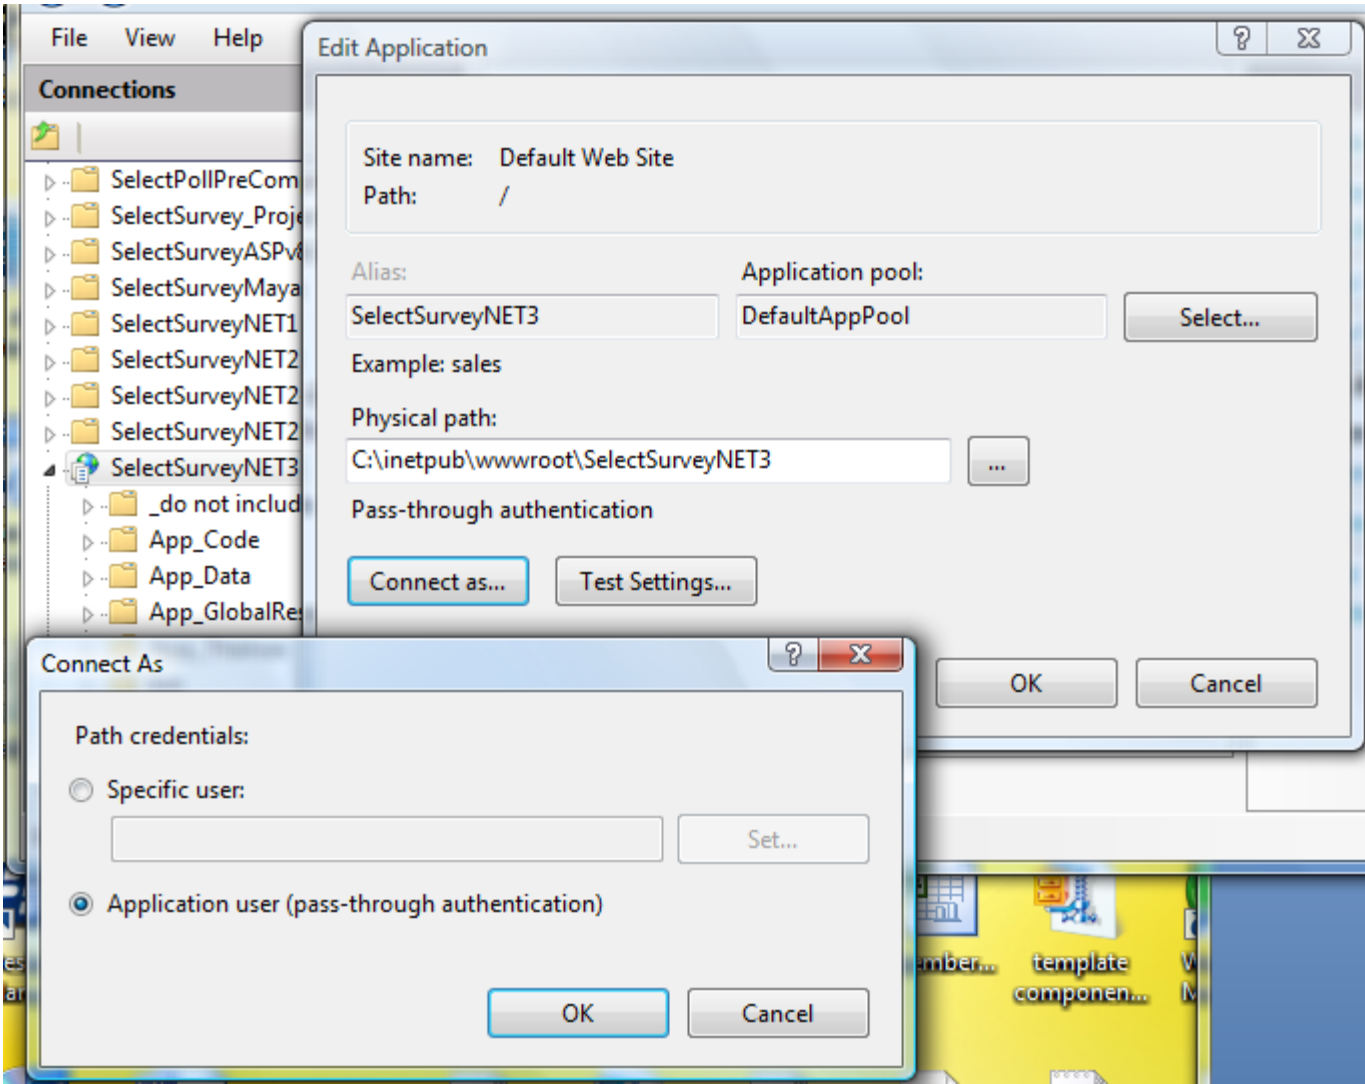 File View Help
Connections
SelectPollPreCom
SelectSurvey_Proje
SelectSurveyASPv
SelectSurveyMaya
SelectSurveyNET1
SelectSurveyNET2
SelectSurveyNET2
SelectSurveyNET2
SelectSurveyNET3
_do not includ
App_Code
App_Data
App_GlobalRe
Edit Application
Site name: Default Web Site
Path: /
Alias:
Application pool:
SelectSurveyNET3
DefaultAppPool
Select...
Example: sales
Physical path:
C:\inetpub\wwwroot\SelectSurveyNET3
...
Pass-through authentication
Connect as...
Test Settings...
OK
Cancel
Connect As
Path credentials:
Specific user:
Set...
Application user (pass-through authentication)
OK
Cancel
mber...
template
componen...